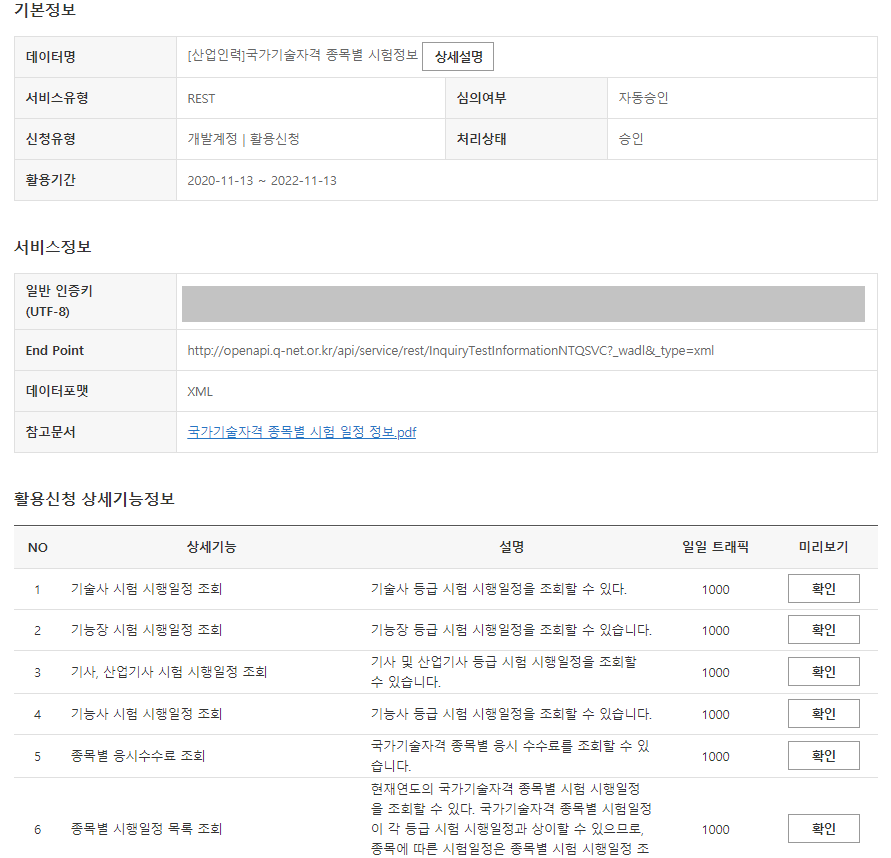 기본정보
데이터명 [산업인력]국가기술자격 종목별 시험정보 상세설명
서비스유형 REST 심의여부 자동승인
신청유형 개발계정 | 활용신청 처리상태 승인
활용기간 2020-11-13 ~ 2022-11-13
서비스정보
일반 인증키
(UTF-8)
End Point http://openapi.q-net.or.kr/api/service/rest/InquiryTestInformationNTQSVC?_wadl&_type=xml
데이터포맷 XML
참고문서 국가기술자격 종목별 시험 일정 정보.pdf
활용신청 상세기능정보
NO 상세기능 설명 일일 트래픽 미리보기
1 기술사 시험 시행일정 조회 기술사 등급 시험 시행일정을 조회할 수 있다. 1000 확인
2 기능장 시험 시행일정 조회 기능장 등급 시험 시행일정을 조회할 수 있습니다. 1000 확인
3 기사, 산업기사 시험 시행일정 조회 기사 및 산업기사 등급 시험 시행일정을 조회할
수 있습니다. 1000 확인
4 기능사 시험 시행일정 조회 기능사 등급 시험 시행일정을 조회할 수 있습니다. 1000 확인
5 종목별 응시수수료 조회 국가기술자격 종목별 응시 수수료를 조회할 수 있
습니다. 1000 확인
6 종목별 시행일정 목록 조회 현재연도의 국가기술자격 종목별 시험 시행일정
을 조회할 수 있다. 국가기술자격 종목별 시험일정
이 각 등급 시험 시행일정과 상이할 수 있으므로, 1000 확인
종목에 따른 시험일정은 종목별 시험 시행일정 조